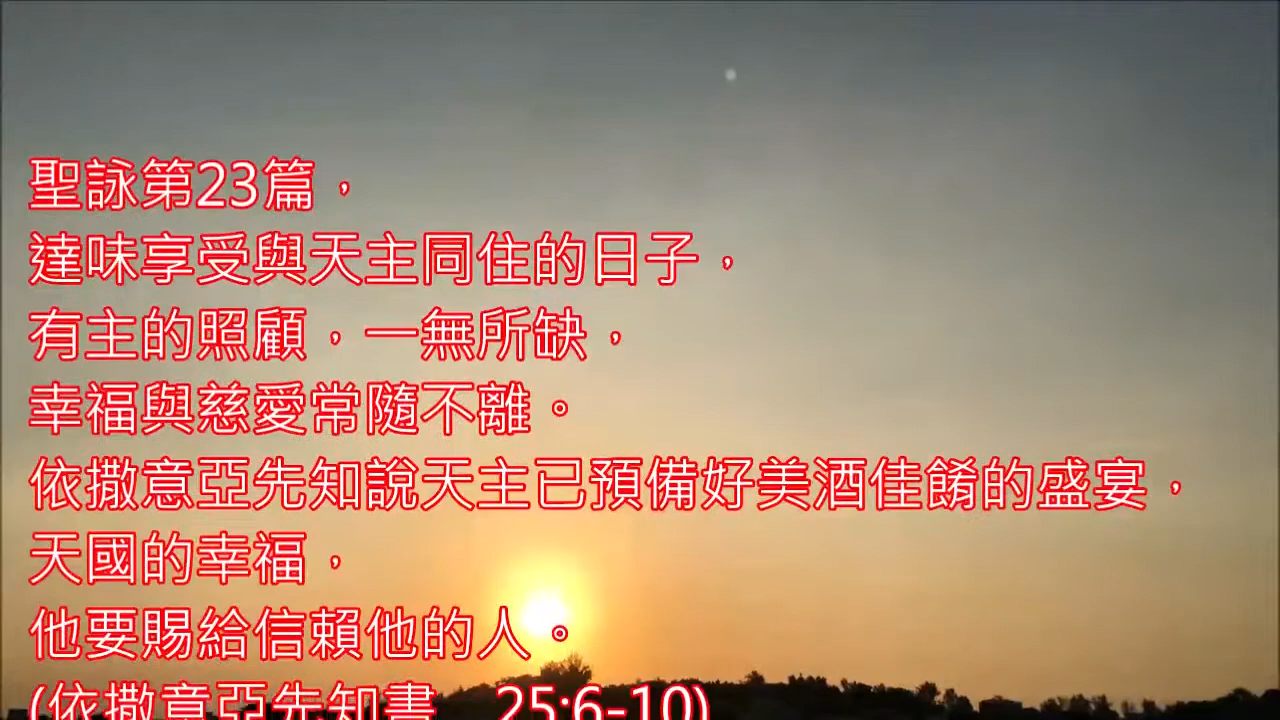 聖詠第23篇，
達味享受與天主同住的日子，
有主的照顧，一無所缺，
幸福與慈愛常隨不離。
依撒意亞先知說天主已預備好美酒佳餚的盛宴，
天國的幸福，
他要賜給信賴他的人。
(依撒意亞先知書　25:6-10)